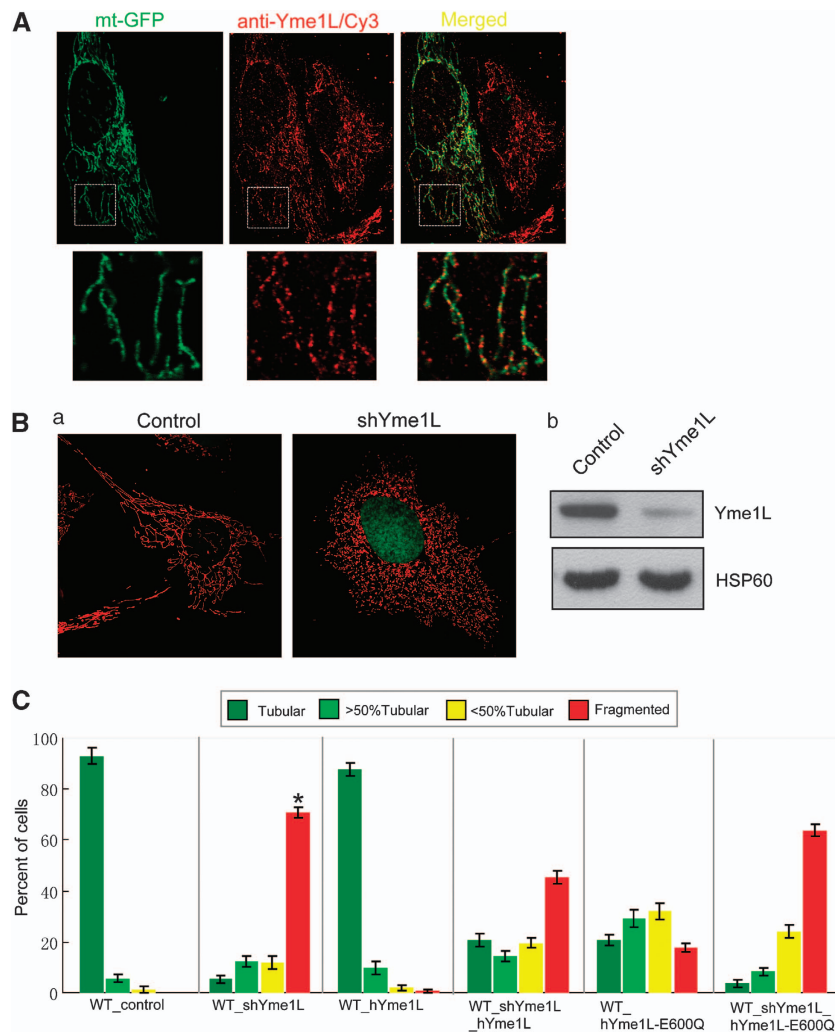 A
mt-GFP anti-Yme1L/Cy3 Merged
B a Control shYme1L b
Control shYme1L
Yme1L
HSP60
C
Tubular >50%Tubular <50%Tubular Fragmented
Percent of cells
100
80
60
40
20
0
*
WT_control WT_shYme1L WT_hYme1L WT_shYme1L WT_ WT_shYme1L_
_hYme1L hYme1L-E600Q hYme1L-E600Q